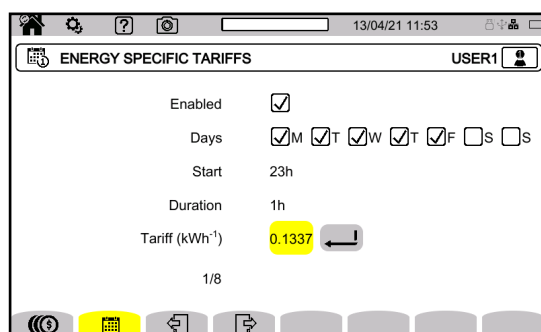 13/04/21 11:53
ENERGY SPECIFIC TARIFFS USER1
Enabled
Days M T W T F S S
Start 23h
Duration 1h
Tariff (kWh⁻¹) 0.1337
1/8